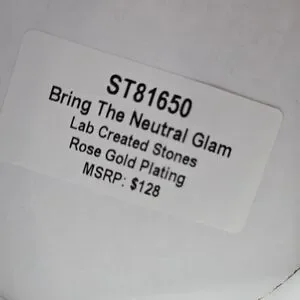 ST81650
Bring The Neutral Glam
Lab Created Stones
Rose Gold Plating
MSRP: $128